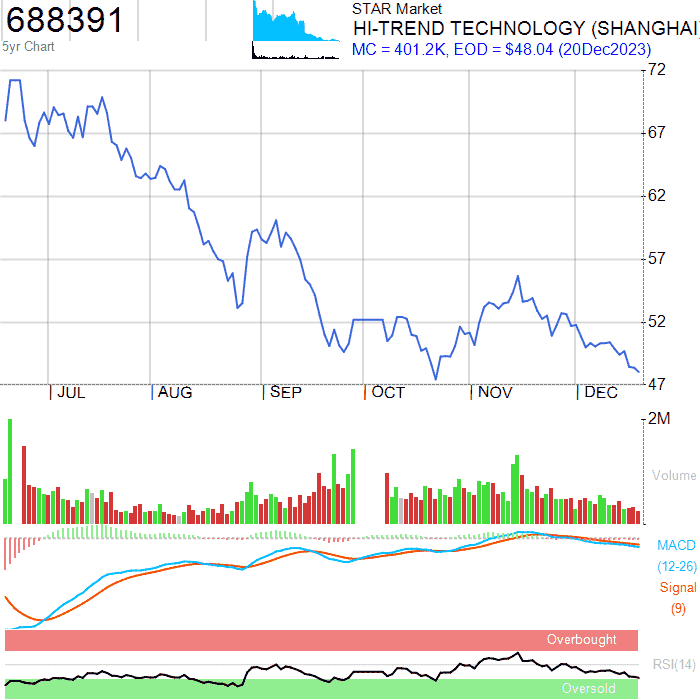 688391
5yr Chart
STAR Market
HI-TREND TECHNOLOGY (SHANGHAI)
MC = 401.2K, EOD = $48.04 (20Dec2023)
72
67
62
57
52
47
JUL AUG SEP OCT NOV DEC
2M
Volume
MACD
(12-26)
Signal
(9)
Overbought
RSI(14)
Oversold